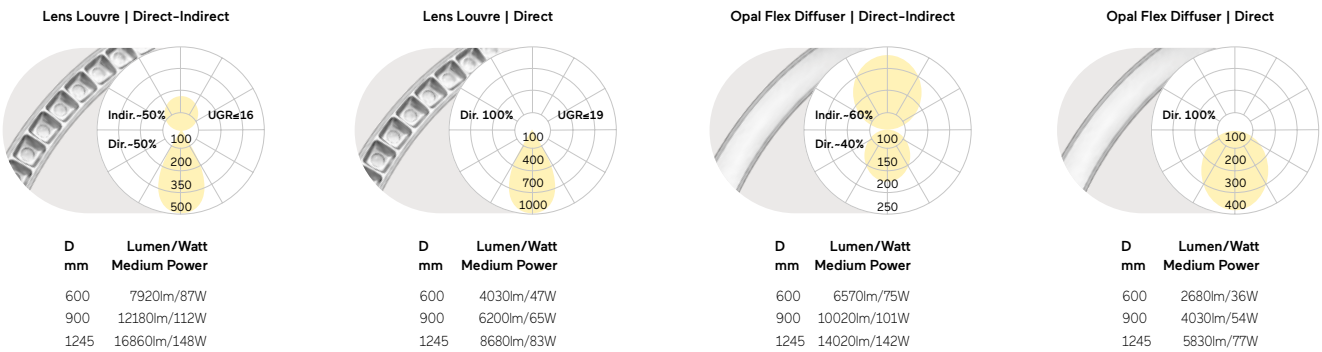 Lens Louvre | Direct-Indirect
Indir.~50%
UGR≤16
Dir.~50%
100
200
350
500
D Lumen/Watt
mm Medium Power
600 7920lm/87W
900 12180lm/112W
1245 16860lm/148W
Lens Louvre | Direct
Dir. 100%
UGR≤19
100
400
700
1000
D Lumen/Watt
mm Medium Power
600 4030lm/47W
900 6200lm/65W
1245 8680lm/83W
Opal Flex Diffuser | Direct-Indirect
Indir.~60%
Dir.~40%
100
150
200
250
D Lumen/Watt
mm Medium Power
600 6570lm/75W
900 10020lm/101W
1245 14020lm/142W
Opal Flex Diffuser | Direct
Dir. 100%
100
200
300
400
D Lumen/Watt
mm Medium Power
600 2680lm/36W
900 4030lm/54W
1245 5830lm/77W